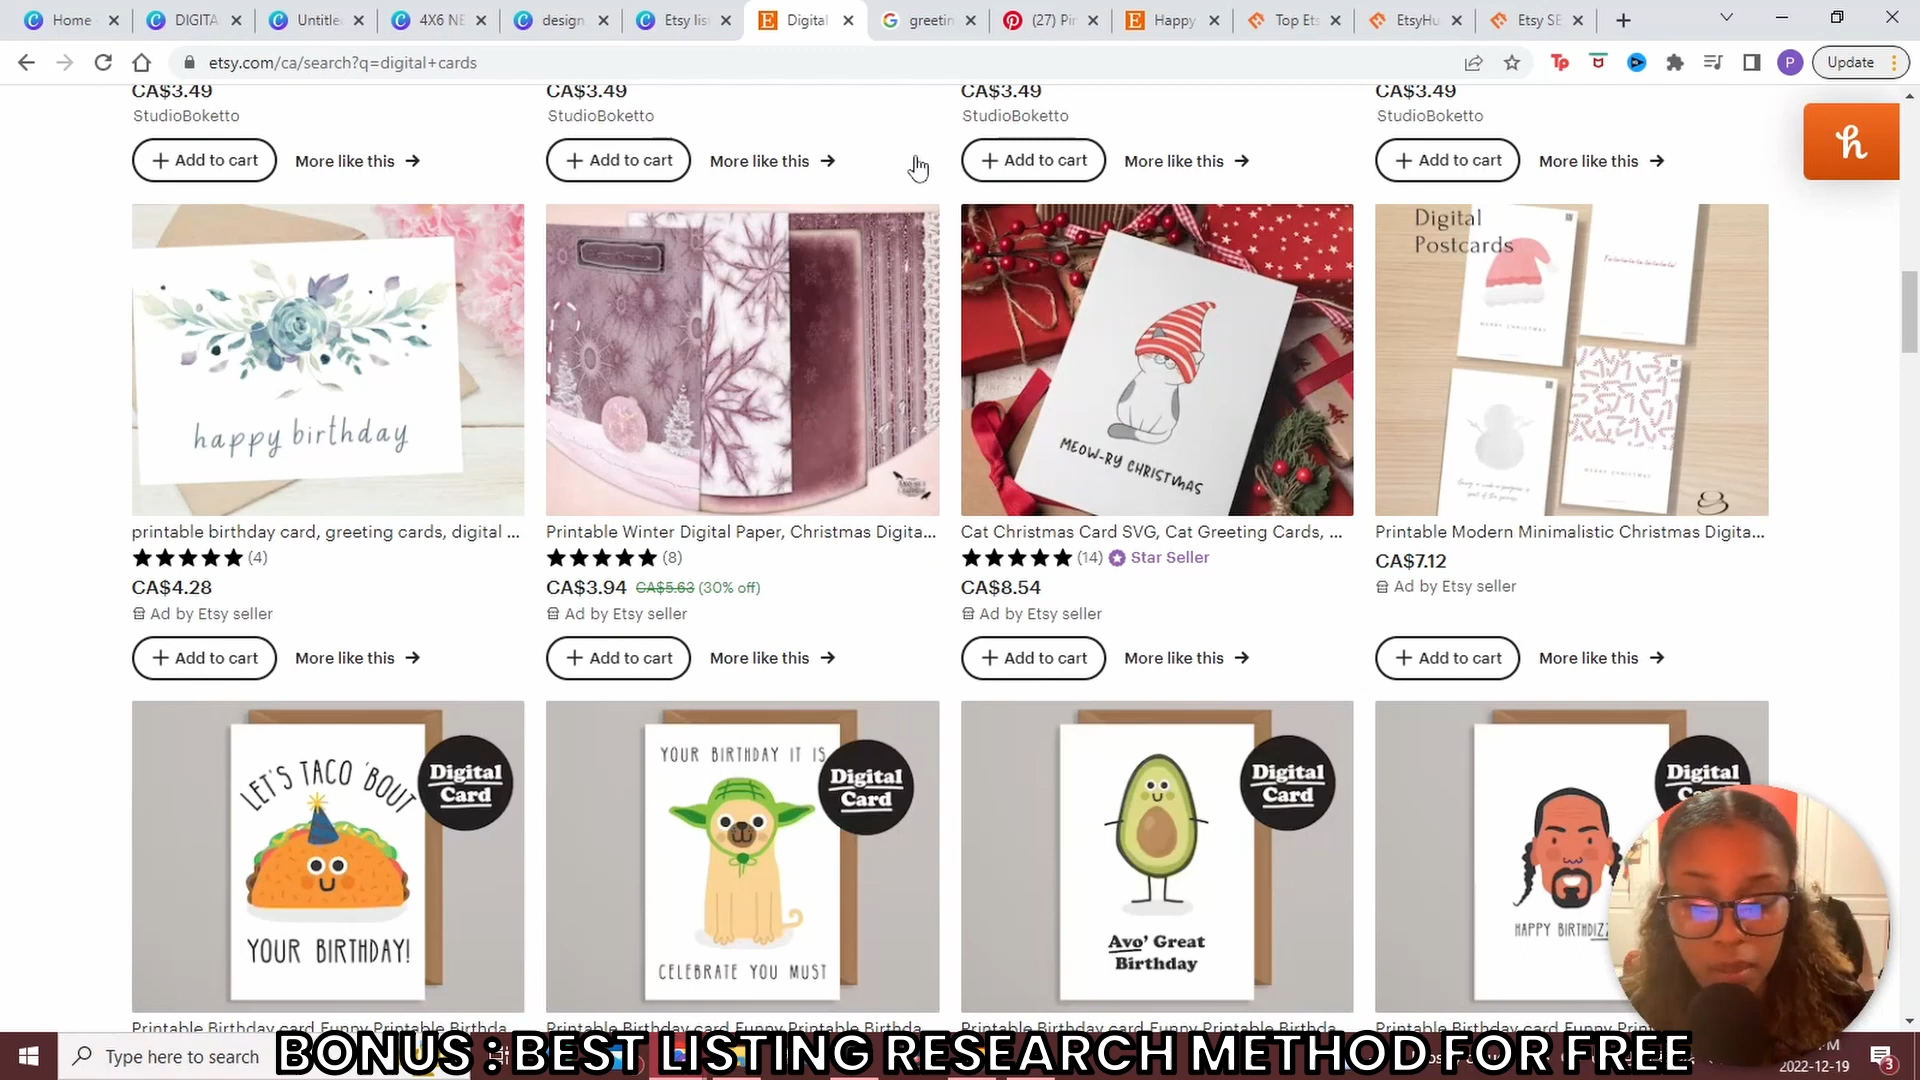 Home -
DIGITA
Untitle
4X6 NE
design
Etsy lis
Digital
greetin
(27) Pi
Happy
Top Ets
EtsyHu
Etsy SE
etsy.com/ca/search?q=digital+cards
Tp
P
Update
CA$3.49
CA$3.49
CA$3.49
CA$3.49
StudioBoketto
StudioBoketto
StudioBoketto
StudioBoketto
Add to cart
More like this
Add to cart
More like this
Add to cart
More like this
Add to cart
More like this
happy birthday
MEOW-RY CHRISTMAS
Digital
Postcards
MERRY CHRISTMAS
MERRY CHRISTMAS
printable birthday card, greeting cards, digital ...
Printable Winter Digital Paper, Christmas Digita...
Cat Christmas Card SVG, Cat Greeting Cards, ...
Printable Modern Minimalistic Christmas Digita...
(4)
(8)
(14) Star Seller
CA$4.28
CA$3.94 CA$5.63 (30% off)
CA$8.54
CA$7.12
Ad by Etsy seller
Ad by Etsy seller
Ad by Etsy seller
Ad by Etsy seller
Add to cart
More like this
Add to cart
More like this
Add to cart
More like this
Add to cart
More like this
LET'S TACO 'BOUT
YOUR BIRTHDAY!
Digital
Card
YOUR BIRTHDAY IT IS
CELEBRATE YOU MUST
Digital
Card
Avo' Great
Birthday
Digital
Card
HAPPY BIRTHDIZZ
Digital
Printable Birthday card Funny Printable Birthda
Printable Birthday card Funny Printable Birthda
Printable Birthday card Funny Printable Birthda
Type here to search
BONUS : BEST LISTING RESEARCH METHOD FOR FREE
2022-12-19
3